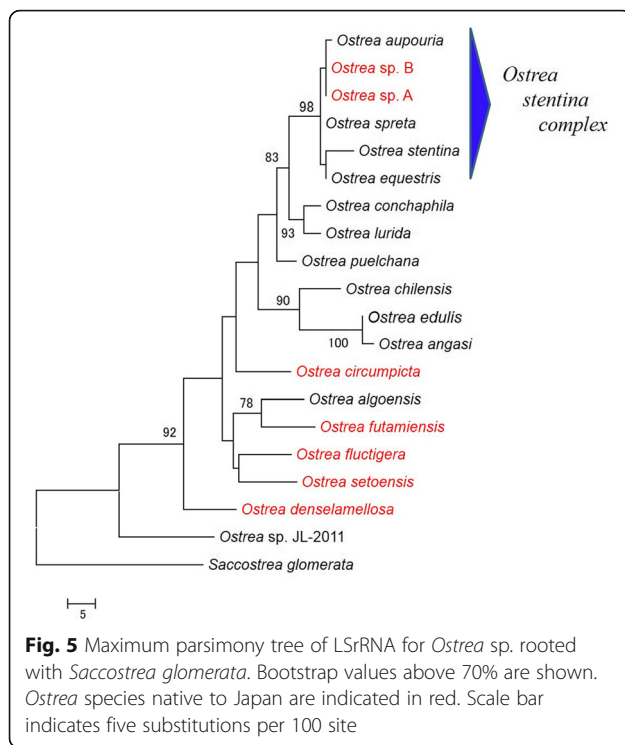 Ostrea aupouria
Ostrea sp. B
Ostrea sp. A
98
Ostrea spreta
Ostrea stentina
Ostrea equestris
Ostrea
stentina
complex
83
Ostrea conchaphila
93
Ostrea lurida
Ostrea puelchana
Ostrea chilensis
90
Ostrea edulis
100
Ostrea angasi
Ostrea circumpicta
78
Ostrea algoensis
Ostrea futamiensis
92
Ostrea fluctigera
Ostrea setoensis
Ostrea denselamellosa
Ostrea sp. JL-2011
Saccostrea glomerata
5
Fig. 5 Maximum parsimony tree of LSrRNA for Ostrea sp. rooted
with Saccostrea glomerata. Bootstrap values above 70% are shown.
Ostrea species native to Japan are indicated in red. Scale bar
indicates five substitutions per 100 site